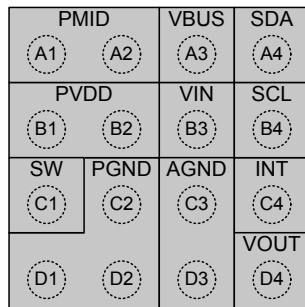 PMID VBUS SDA
A1 A2 A3 A4
PVDD VIN SCL
B1 B2 B3 B4
SW PGND AGND INT
C1 C2 C3 C4
VOUT
D1 D2 D3 D4